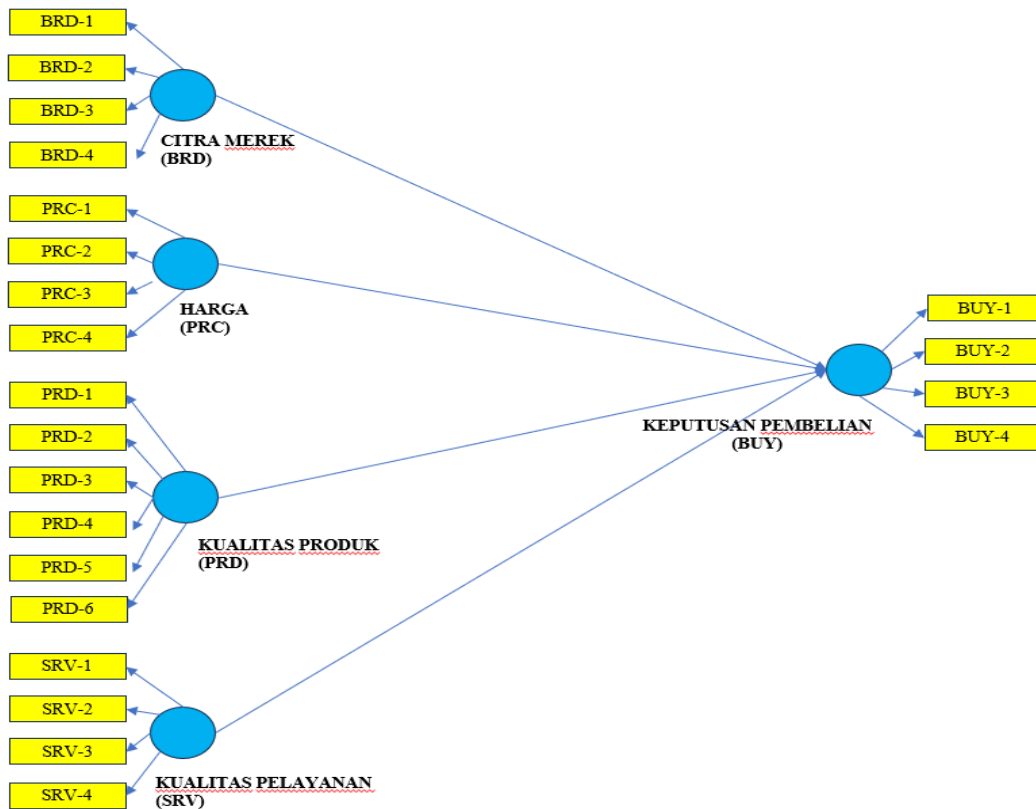 BRD-1
BRD-2
BRD-3
BRD-4
CITRA MEREK
(BRD)
PRC-1
PRC-2
PRC-3
PRC-4
HARGA
(PRC)
PRD-1
PRD-2
PRD-3
PRD-4
PRD-5
PRD-6
KUALITAS PRODUK
(PRD)
SRV-1
SRV-2
SRV-3
SRV-4
KUALITAS PELAYANAN
(SRV)
KEPUTUSAN PEMBELIAN
(BUY)
BUY-1
BUY-2
BUY-3
BUY-4